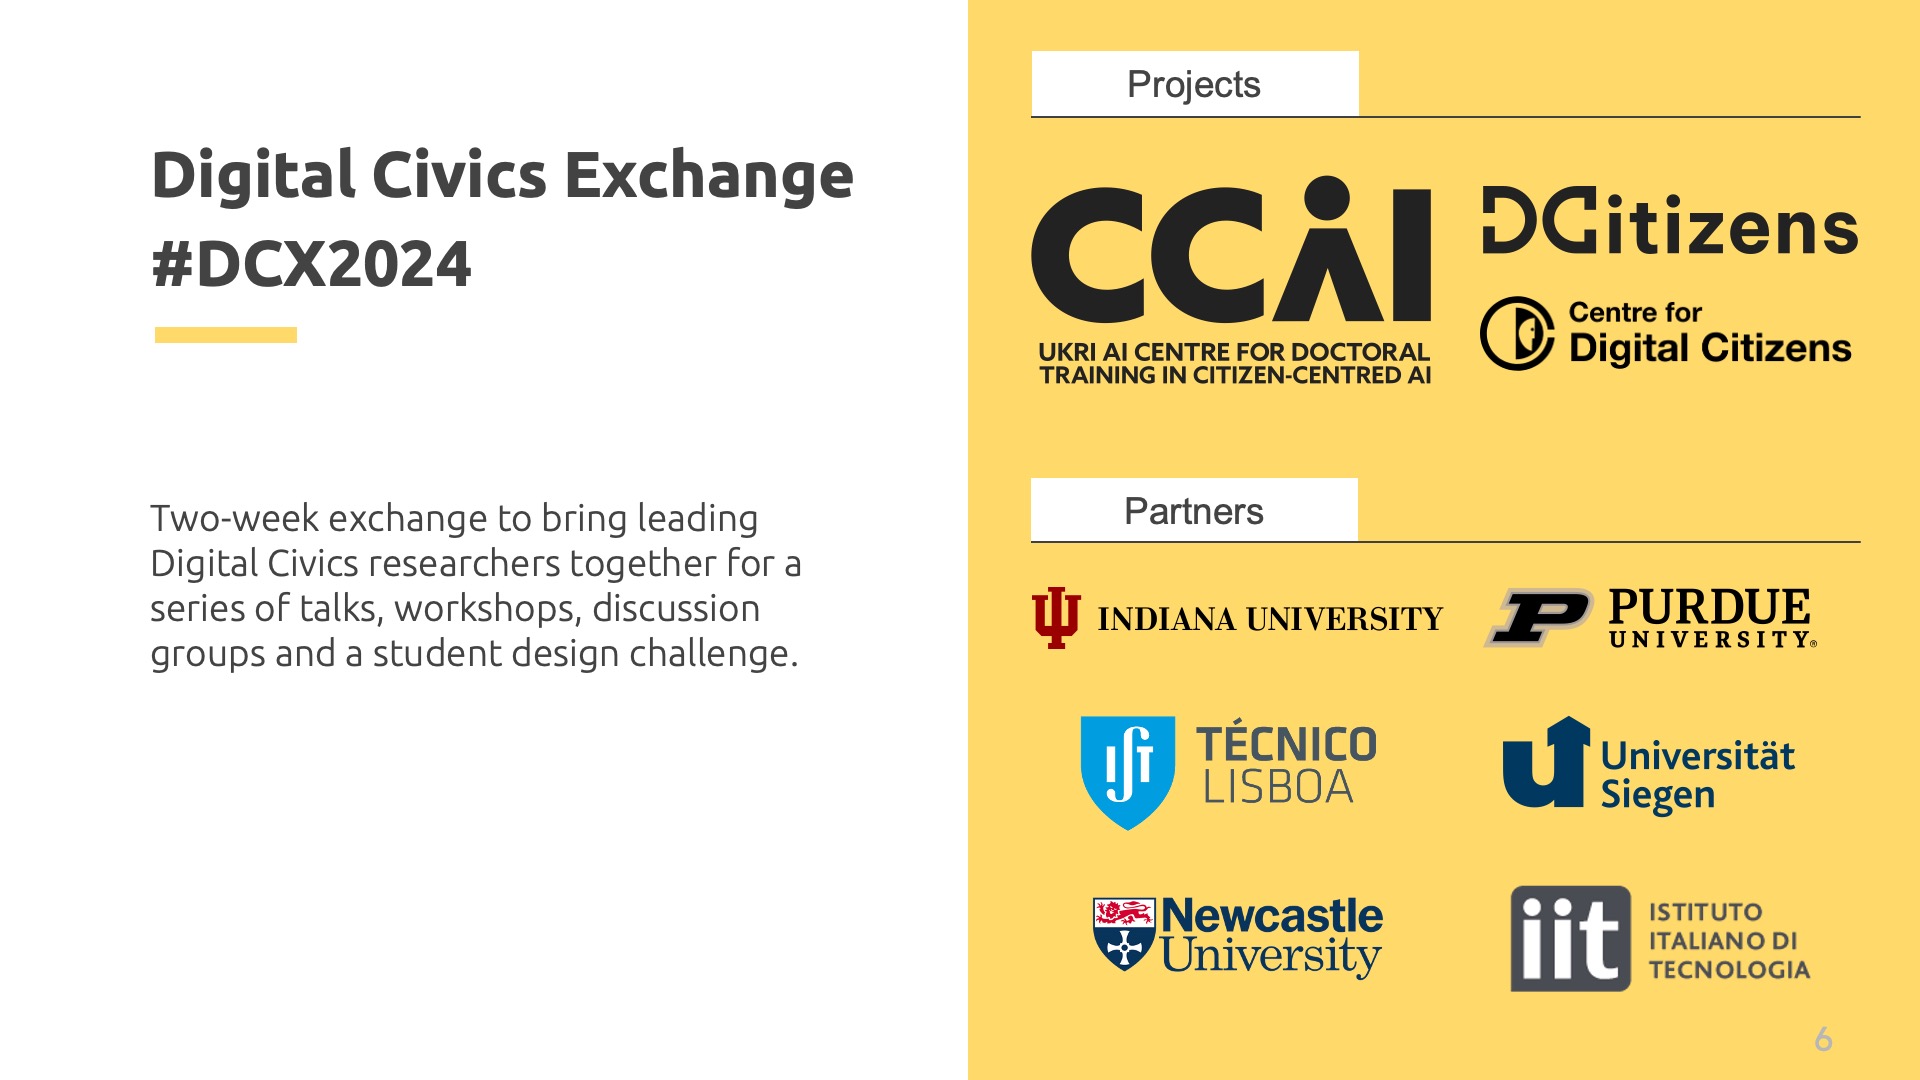 Digital Civics Exchange
#DCX2024
Two-week exchange to bring leading
Digital Civics researchers together for a
series of talks, workshops, discussion
groups and a student design challenge.
Projects
CCAI
UKRI AI CENTRE FOR DOCTORAL
TRAINING IN CITIZEN-CENTRED AI
DCitizens
Centre for
Digital Citizens
Partners
INDIANA UNIVERSITY
PURDUE
UNIVERSITY®
TÉCNICO
LISBOA
Universität
Siegen
Newcastle
University
iit
ISTITUTO
ITALIANO DI
TECNOLOGIA
6